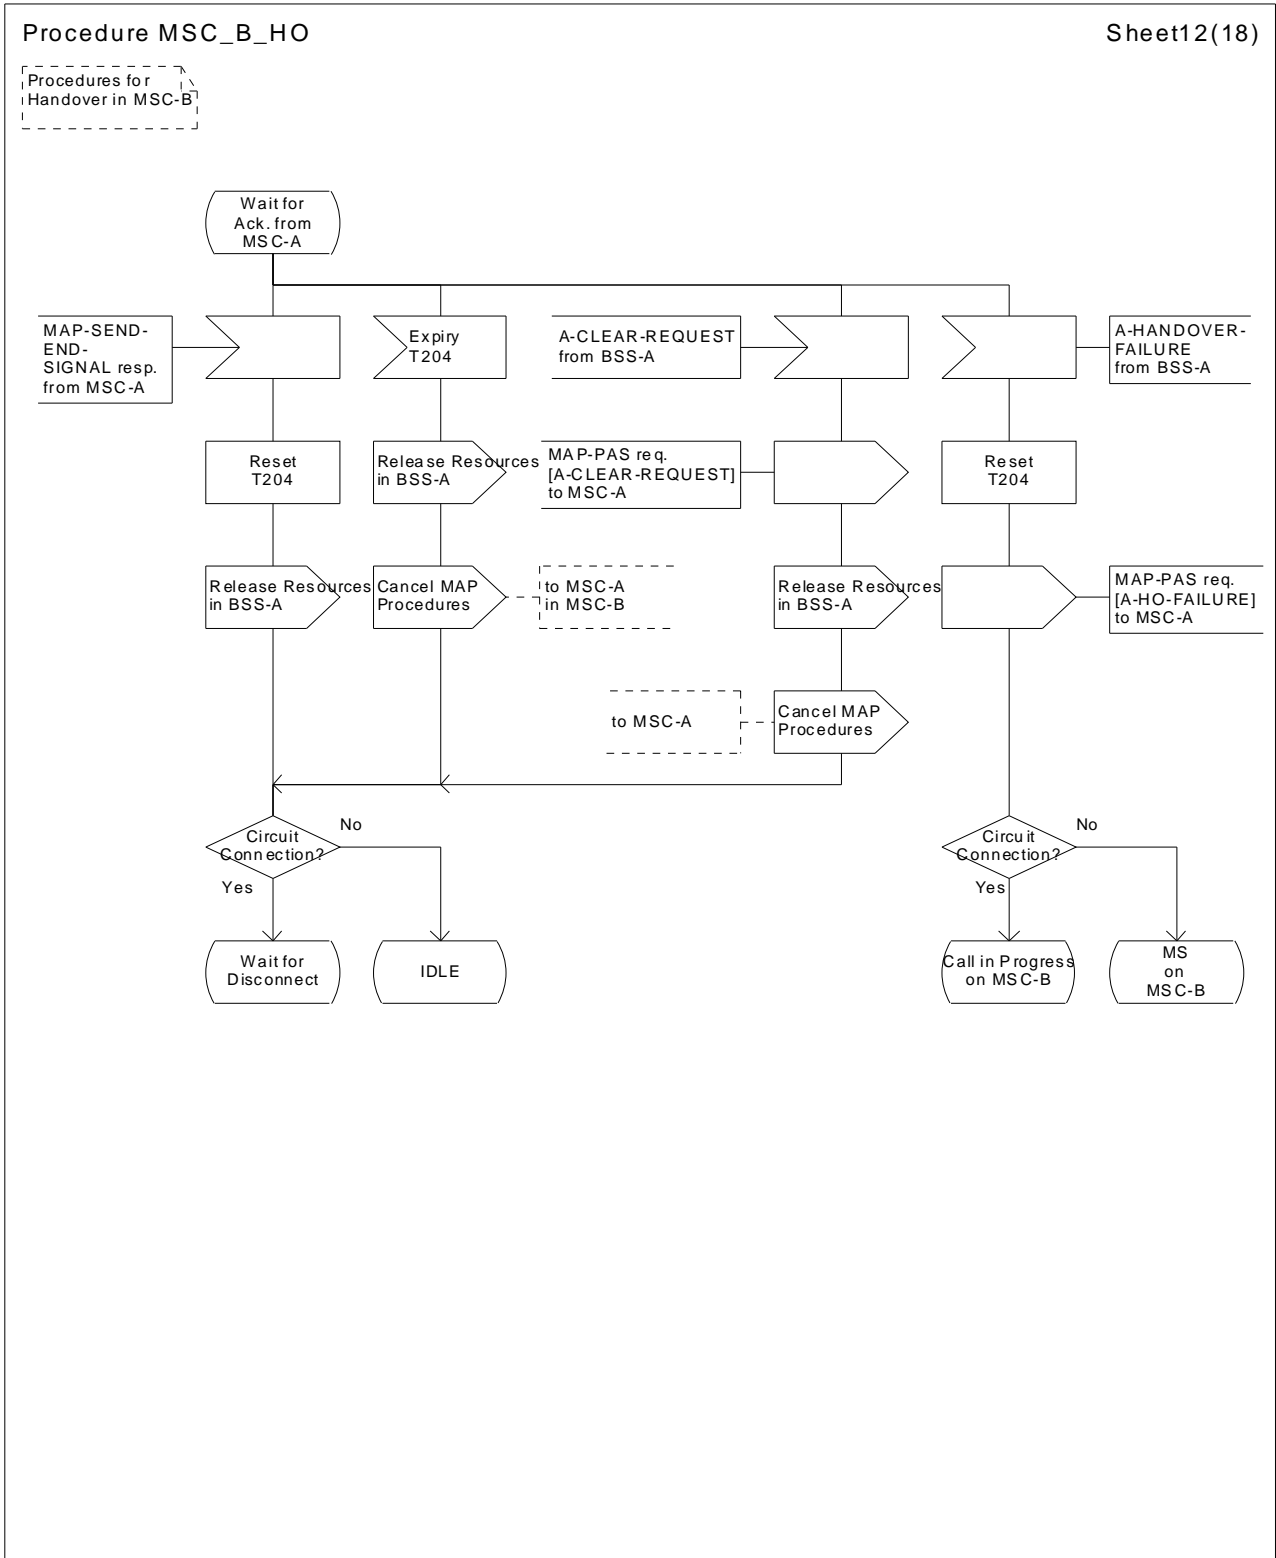 Procedure MSC_B_HO
Sheet12(18)
Procedures for
Handover in MSC-B
Wait for
Ack. from
MSC-A
MAP-SEND-
END-
SIGNAL resp.
from MSC-A
Expiry
T204
A-CLEAR-REQUEST
from BSS-A
A-HANDOVER-
FAILURE
from BSS-A
Reset
T204
Release Resources
in BSS-A
MAP-PAS req.
[A-CLEAR-REQUEST]
to MSC-A
Reset
T204
Release Resources
in BSS-A
Cancel MAP
Procedures
to MSC-A
in MSC-B
Release Resources
in BSS-A
MAP-PAS req.
[A-HO-FAILURE]
to MSC-A
to MSC-A
Cancel MAP
Procedures
Circuit
Connection?
No
Yes
Circuit
Connection?
No
Yes
Wait for
Disconnect
IDLE
Call in Progress
on MSC-B
MS
on
MSC-B